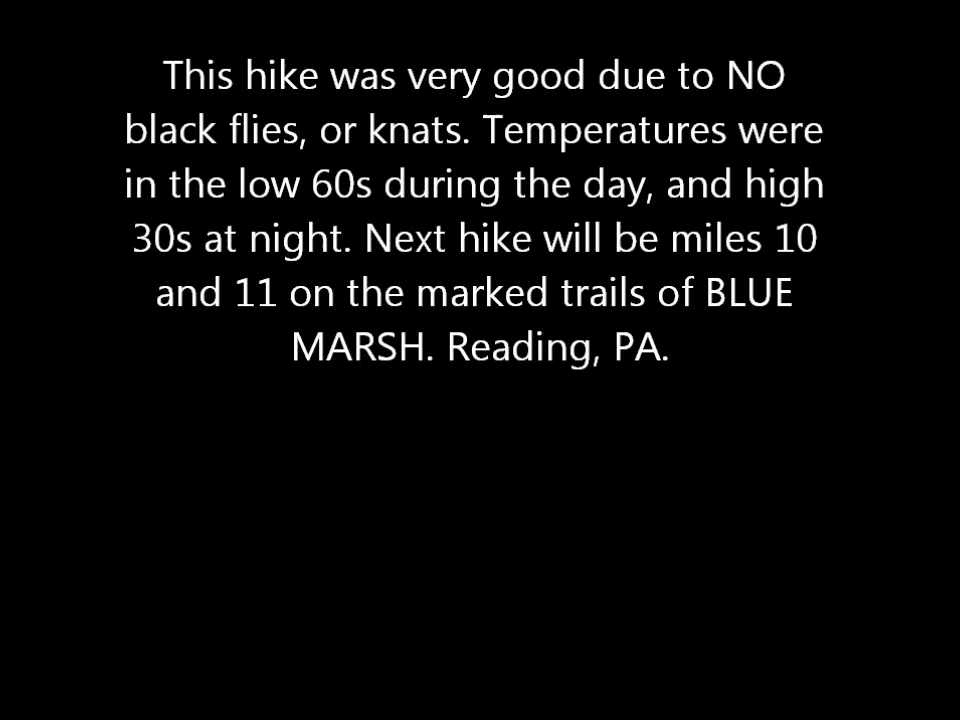 This hike was very good due to NO
black flies, or knats. Temperatures were
in the low 60s during the day, and high
30s at night. Next hike will be miles 10
and 11 on the marked trails of BLUE
MARSH. Reading, PA.